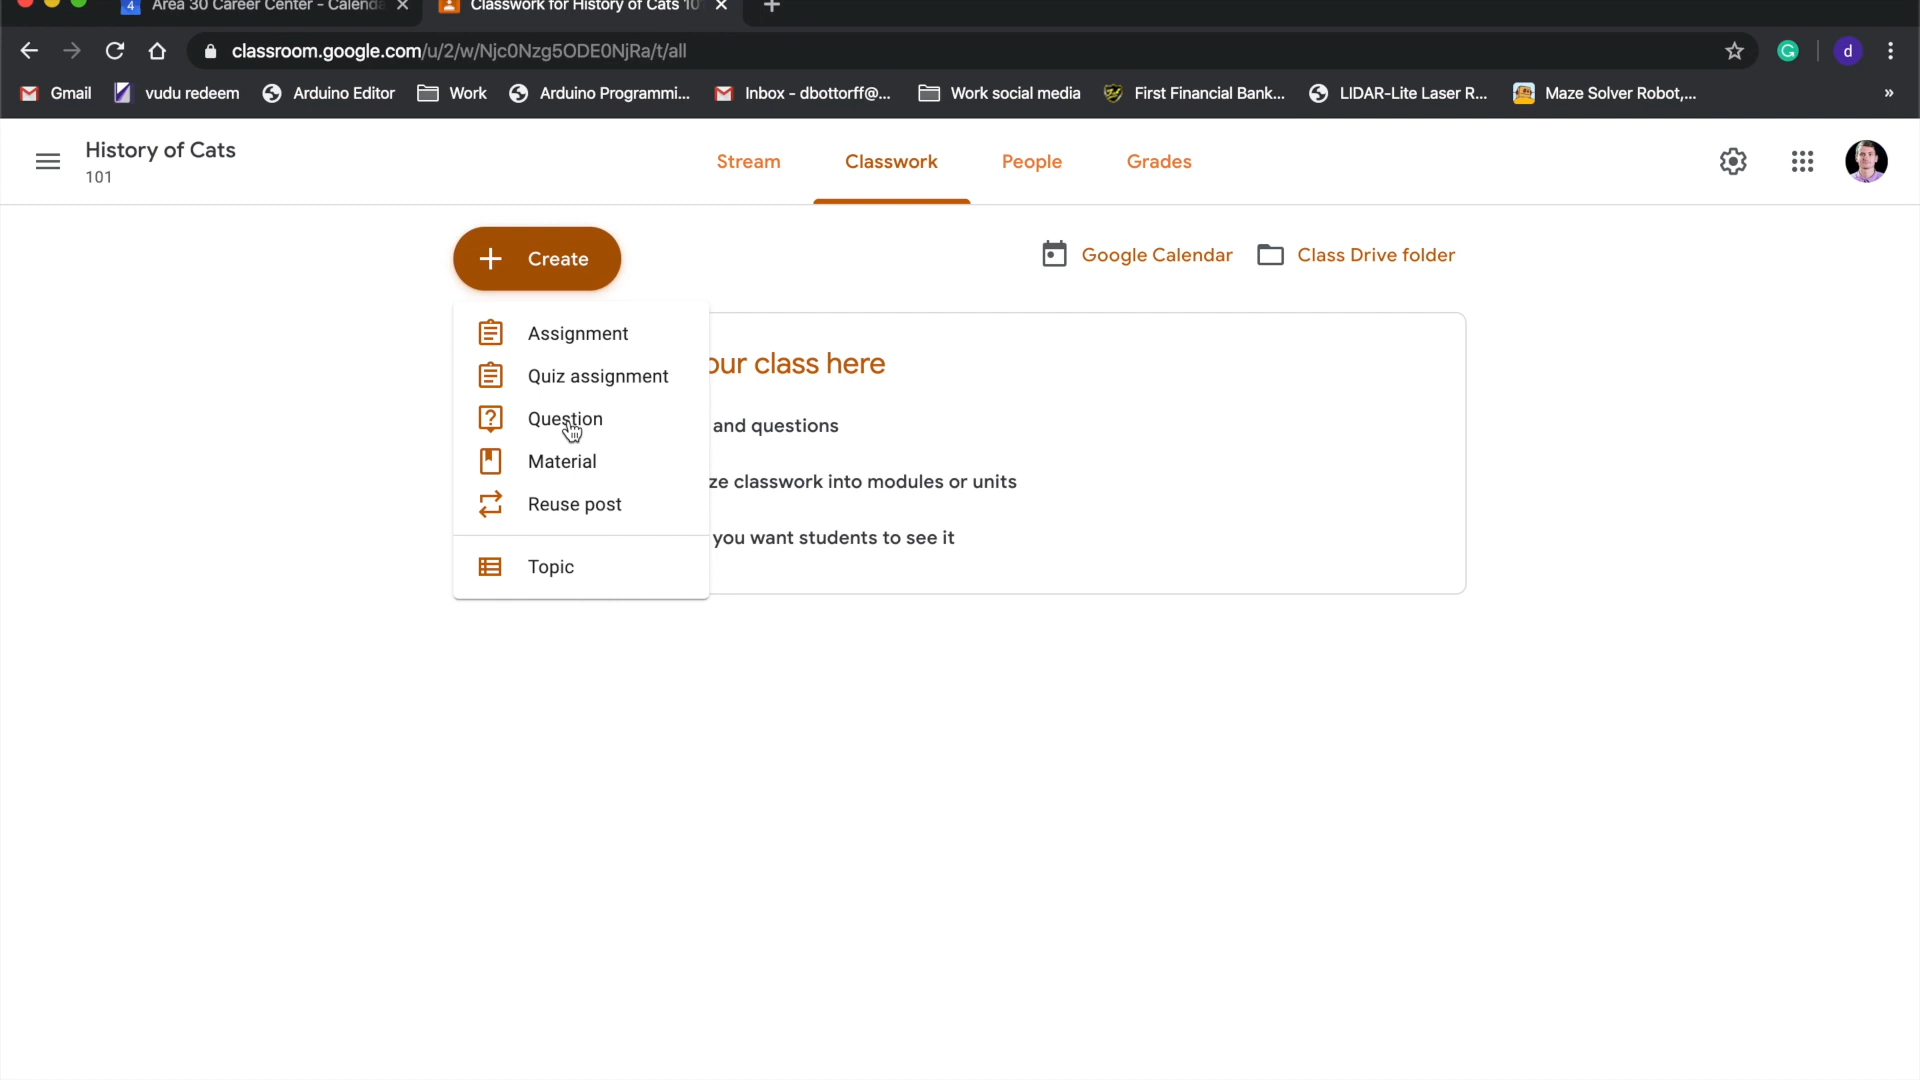 4 Area 30 Career Center - Calenda
Classwork for History of Cats 10
classroom.google.com/u/2/w/Njc0Nzg5ODE0NjRa/t/all
G
d
Gmail
vudu redeem
Arduino Editor
Work
Arduino Programmi...
Inbox - dbottorff@...
Work social media
First Financial Bank...
LIDAR-Lite Laser R...
Maze Solver Robot,...
»
History of Cats
101
Stream
Classwork
People
Grades
Create
Google Calendar
Class Drive folder
Assignment
Quiz assignment
Question
Material
Reuse post
Topic
our class here
and questions
ze classwork into modules or units
you want students to see it